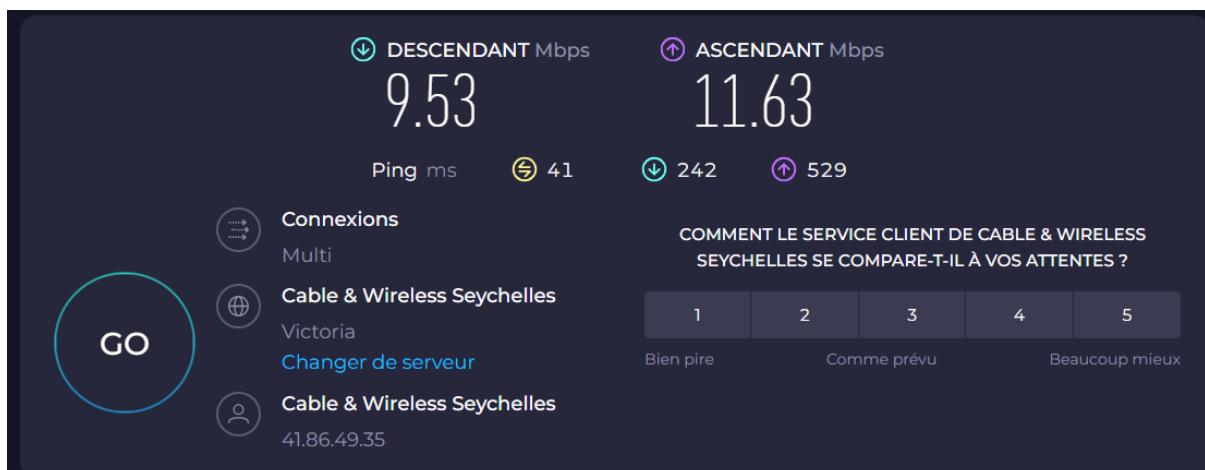 DESCENDANT Mbps
ASCENDANT Mbps
9.53
11.63
Ping ms 41 242 529
Connexions
Multi
Cable & Wireless Seychelles
Victoria
Changer de serveur
Cable & Wireless Seychelles
41.86.49.35
GO
COMMENT LE SERVICE CLIENT DE CABLE & WIRELESS
SEYCHELLES SE COMPARE-T-IL À VOS ATTENTES ?
1 2 3 4 5
Bien pire Comme prévu Beaucoup mieux